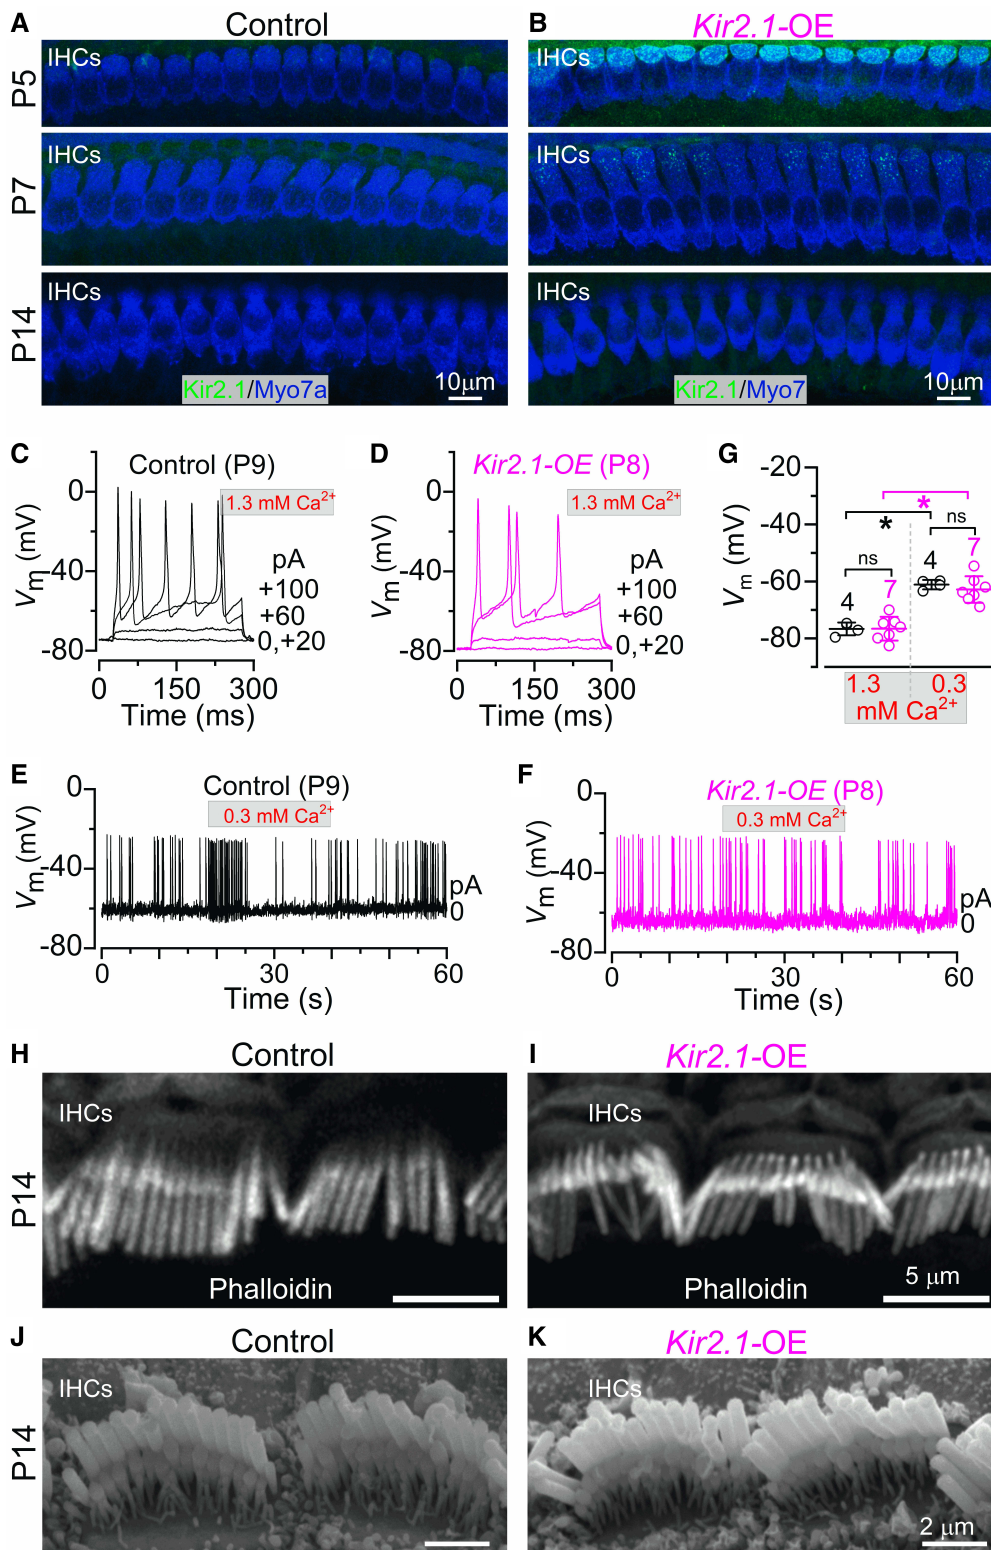 A
Control
B
Kir2.1-OE
P5
IHCs
IHCs
P7
IHCs
IHCs
P14
IHCs
IHCs
Kir2.1/Myo7a
10μm
Kir2.1/Myo7
10μm
C
Control (P9)
1.3 mM Ca²⁺
Vm (mV)
0
-40
-80
pA
+100
+60
0,+20
0 150 300
Time (ms)
D
Kir2.1-OE (P8)
1.3 mM Ca²⁺
Vm (mV)
0
-40
-80
pA
+100
+60
0,+20
0 150 300
Time (ms)
G
Vm (mV)
-20
-40
-60
-80
*
*
ns
ns
4
7
4
7
1.3 0.3
mM Ca²⁺
E
Control (P9)
0.3 mM Ca²⁺
Vm (mV)
0
-40
-80
pA
0
0 30 60
Time (s)
F
Kir2.1-OE (P8)
0.3 mM Ca²⁺
Vm (mV)
0
-40
-80
pA
0
0 30 60
Time (s)
H
Control
I
Kir2.1-OE
P14
IHCs
Phalloidin
IHCs
Phalloidin
5 μm
J
Control
K
Kir2.1-OE
P14
IHCs
IHCs
2 μm